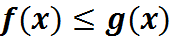 f(x) ≤ g(x)